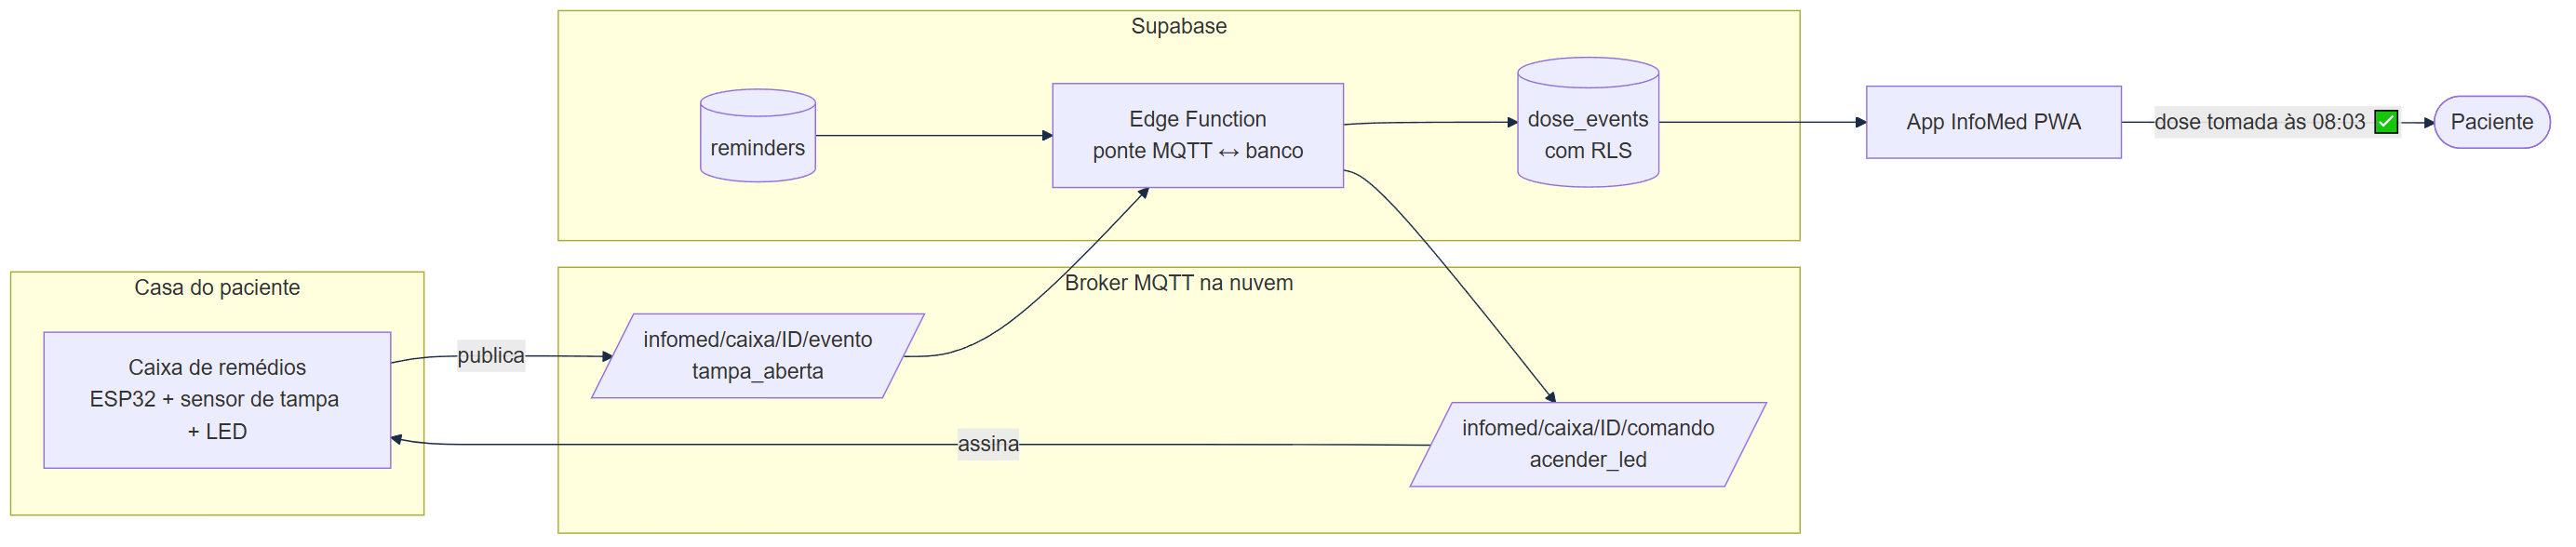 Supabase
reminders
Edge Function
ponte MQTT ↔ banco
dose_events
com RLS
App InfoMed PWA
dose tomada às 08:03 ✅
Paciente
Casa do paciente
Caixa de remédios
ESP32 + sensor de tampa
+ LED
publica
Broker MQTT na nuvem
infomed/caixa/ID/evento
tampa_aberta
assina
infomed/caixa/ID/comando
acender_led